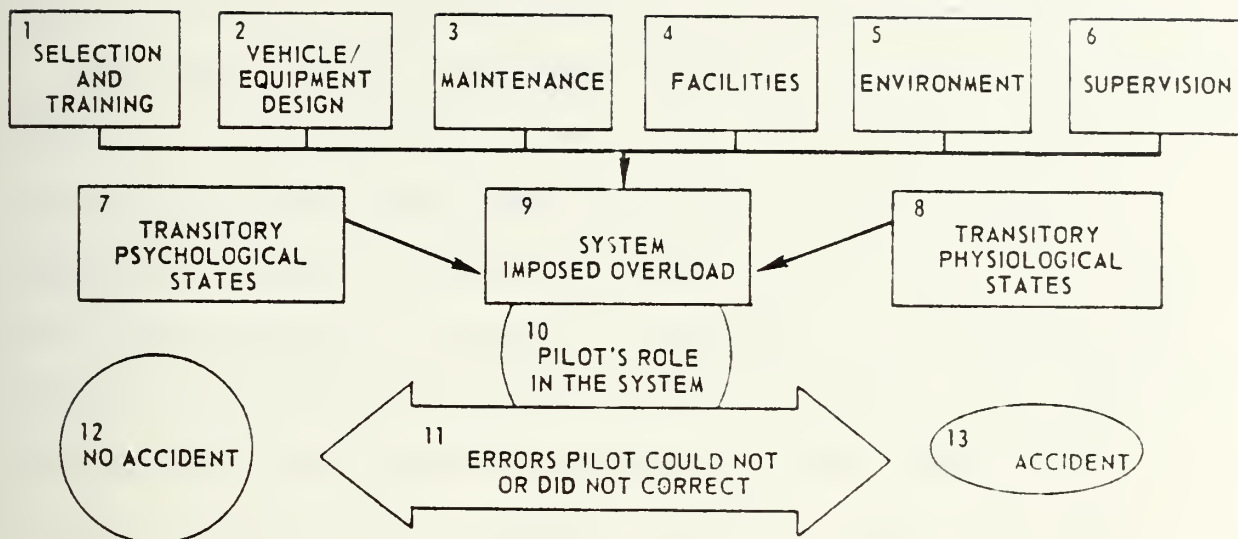 1
SELECTION
AND
TRAINING
2
VEHICLE/
EQUIPMENT
DESIGN
3
MAINTENANCE
4
FACILITIES
5
ENVIRONMENT
6
SUPERVISION
7
TRANSITORY
PSYCHOLOGICAL
STATES
9
SYSTEM
IMPOSED OVERLOAD
8
TRANSITORY
PHYSIOLOGICAL
STATES
10
PILOT'S ROLE
IN THE SYSTEM
12
NO ACCIDENT
11
ERRORS PILOT COULD NOT
OR DID NOT CORRECT
13
ACCIDENT